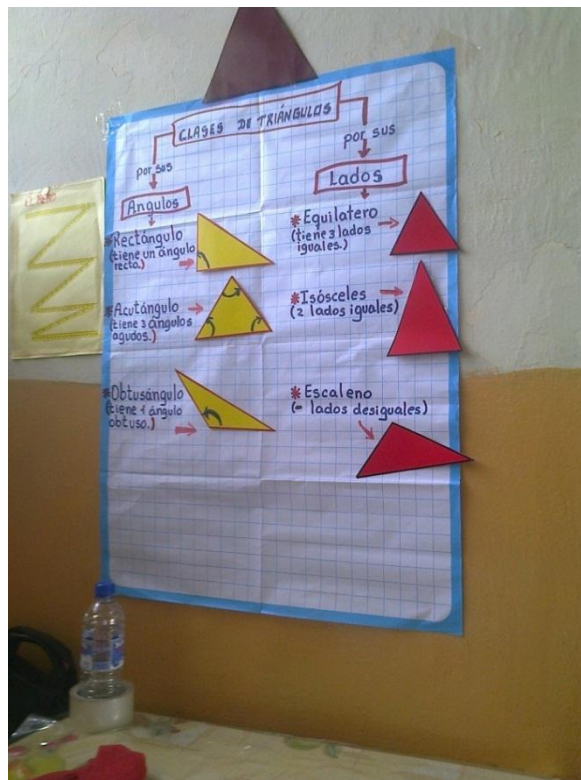 CLASES DE TRIÁNGULOS
por sus
Angulos
*Rectángulo
(tiene un ángulo
recto.)
*Acutángulo
(tiene 3 ángulos
agudos.)
*Obtusángulo
(tiene 1 ángulo
obtuso.)
por sus
Lados
*Equilatero
(tiene 3 lados
iguales.)
*Isósceles
(2 lados iguales)
*Escaleno
(= lados desiguales)